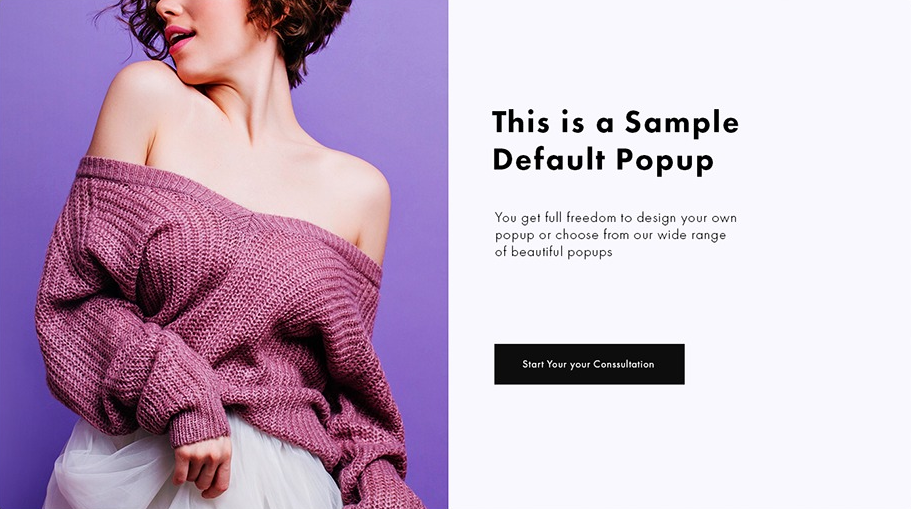 This is a Sample
Default Popup
You get full freedom to design your own
popup or choose from our wide range
of beautiful popups
Start Your your Conssultation